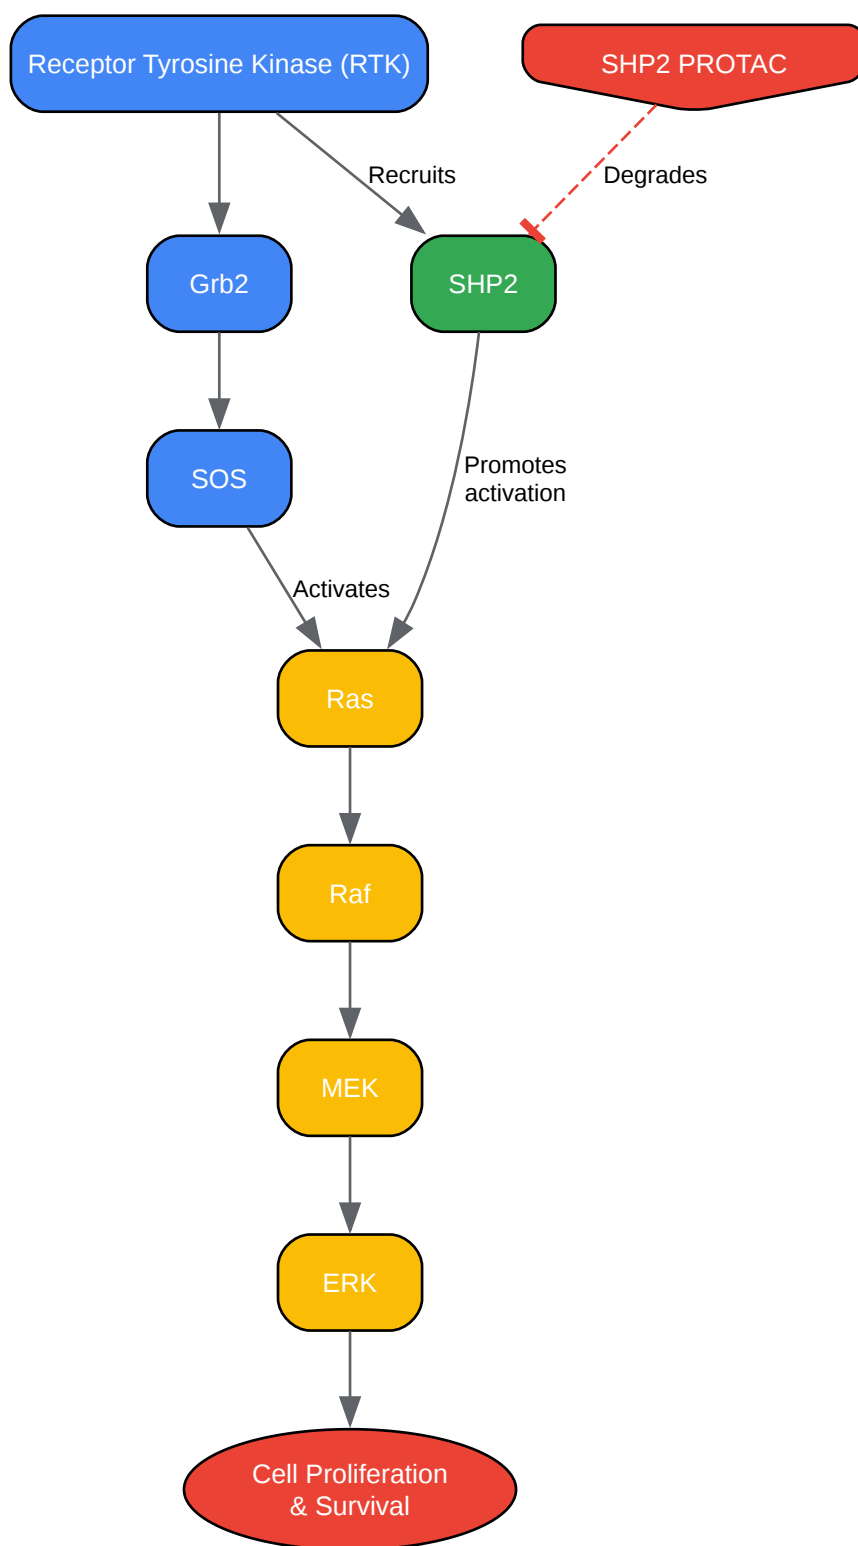 Receptor Tyrosine Kinase (RTK)
SHP2 PROTAC
Recruits
Degrades
Grb2
SHP2
SOS
Promotes
activation
Activates
Ras
Raf
MEK
ERK
Cell Proliferation
& Survival